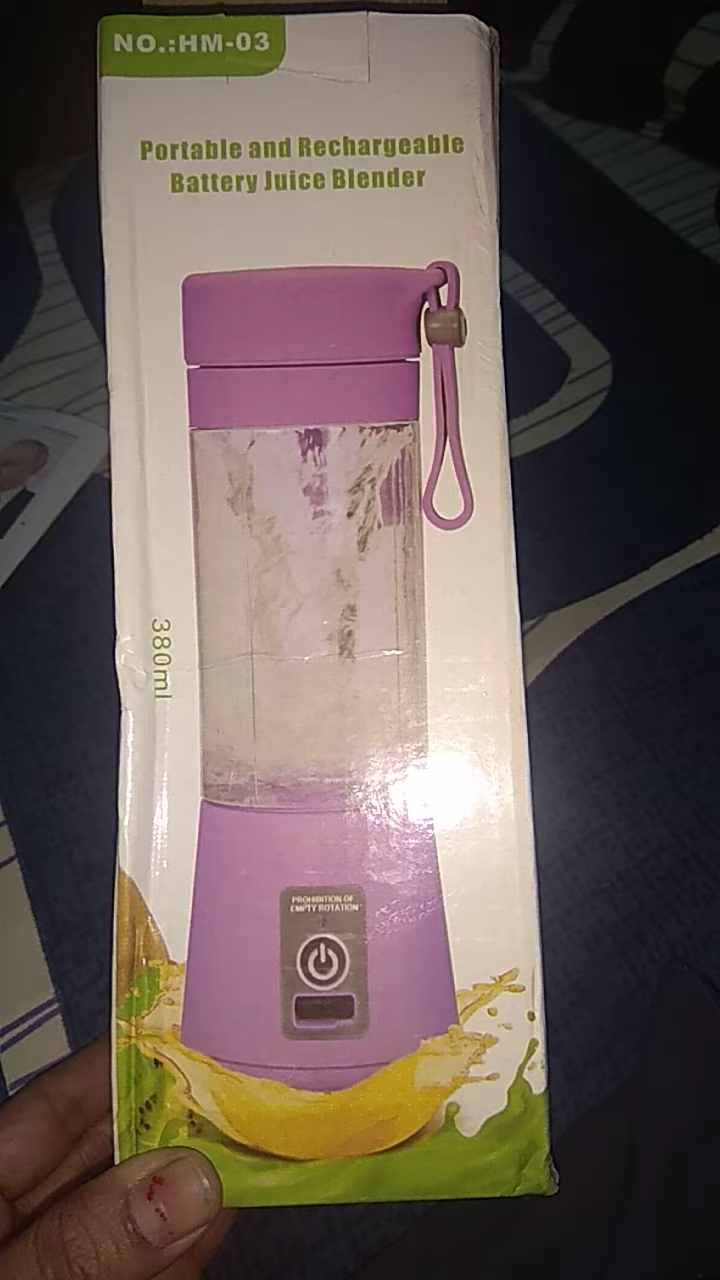 NO.:HM-03
Portable and Rechargeable
Battery Juice Blender
380ml
PROHIBITION OF
EMPTY ROTATION